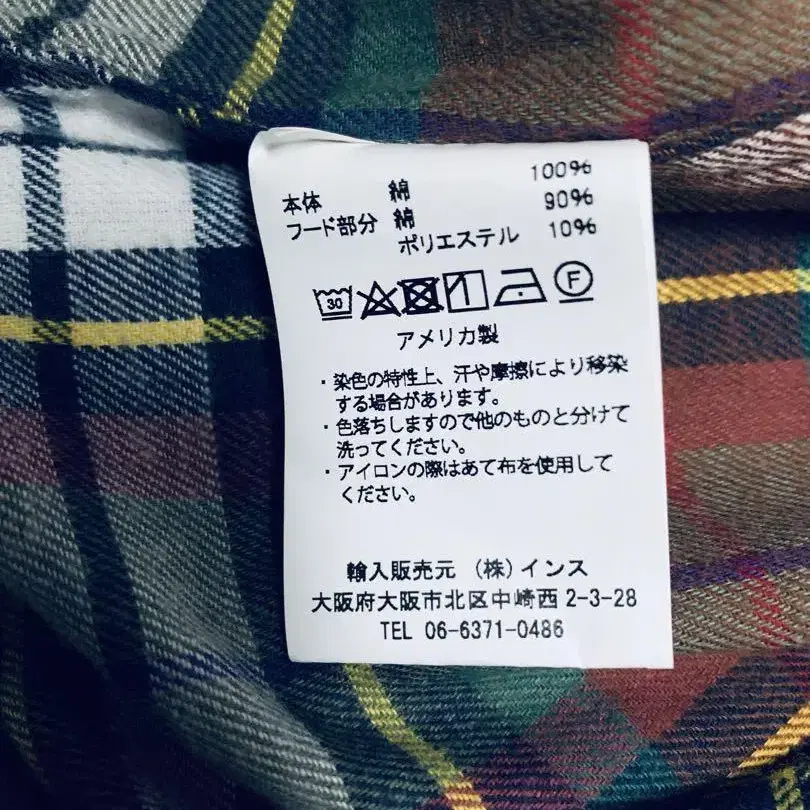 本体 綿 100%
フード部分 綿 90%
ポリエステル 10%
30 F
アメリカ製
・染色の特性上、汗や摩擦により移染
する場合があります。
・色落ちしますので他のものと分けて
洗ってください。
・アイロンの際はあて布を使用して
ください。
輸入販売元 (株)インス
大阪府大阪市北区中崎西 2-3-28
TEL 06-6371-0486